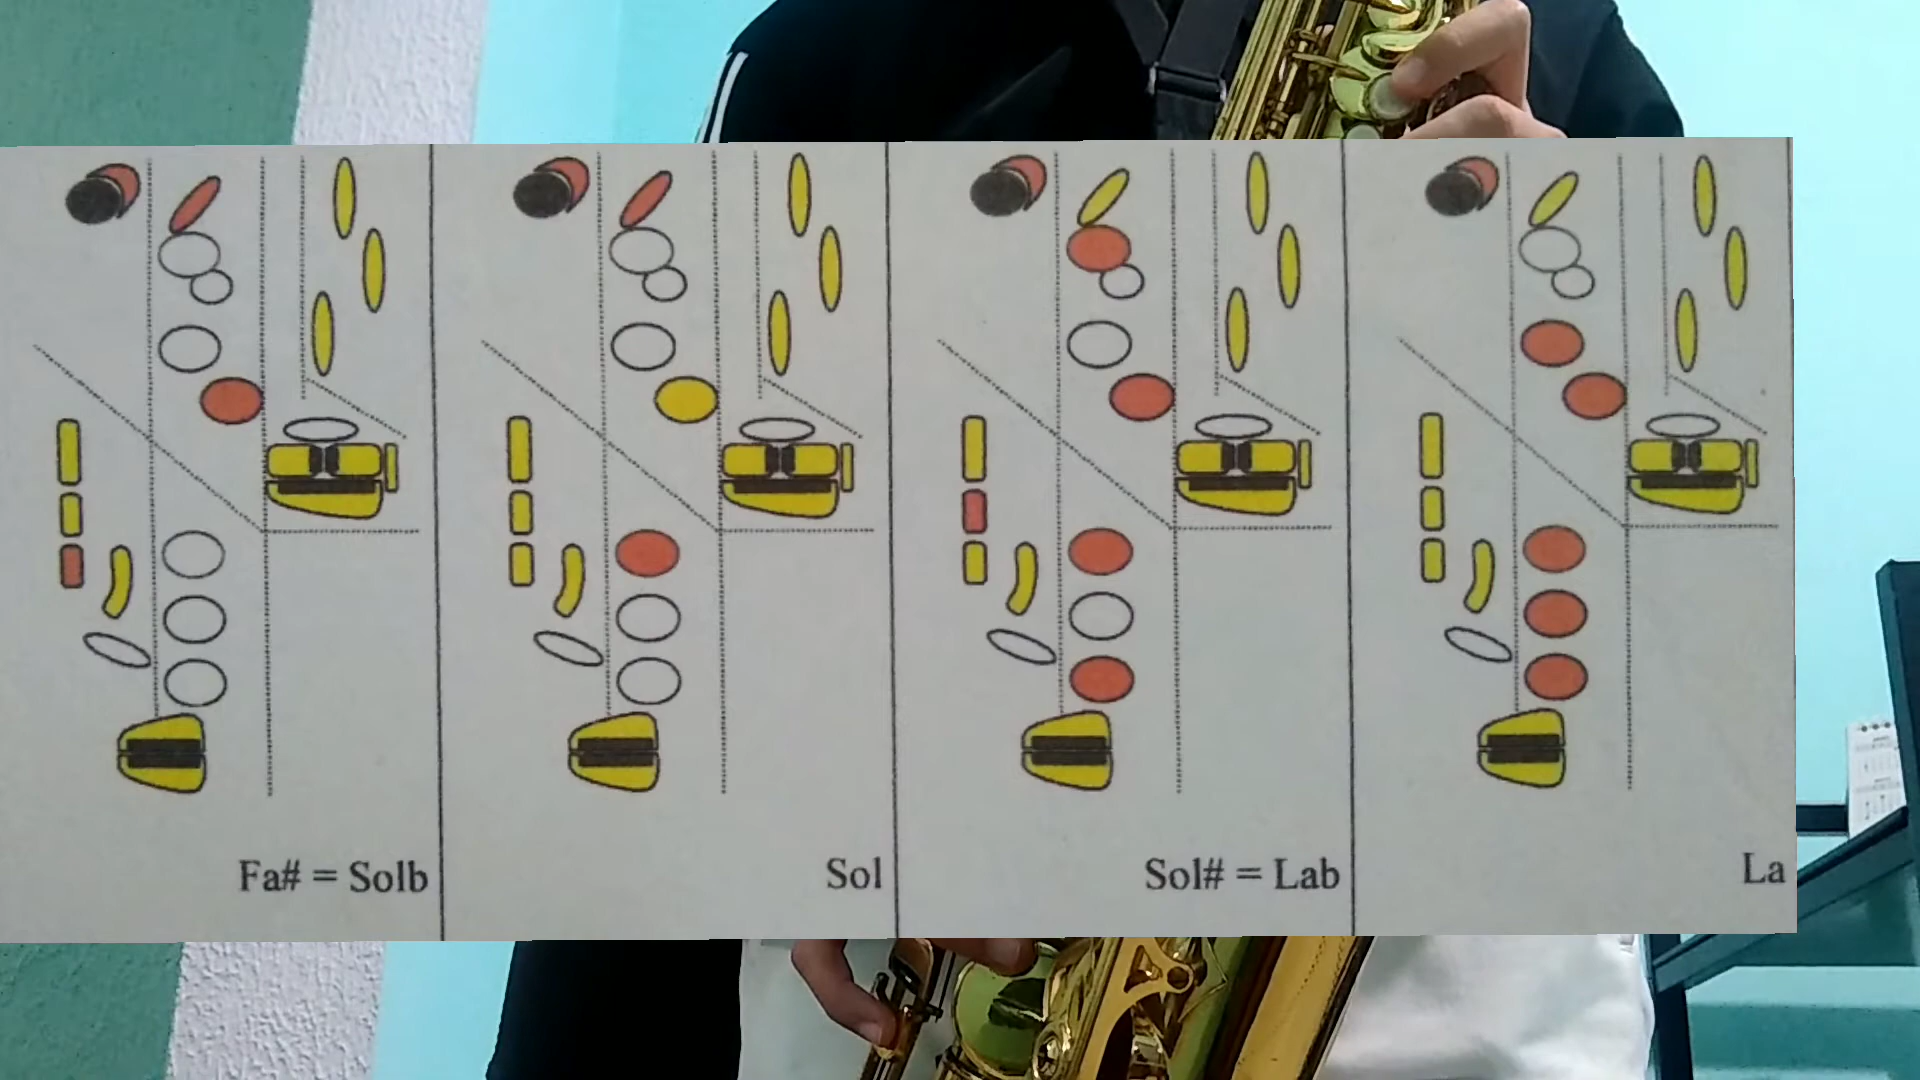 Fa# = Solb
Sol
Sol# = Lab
La